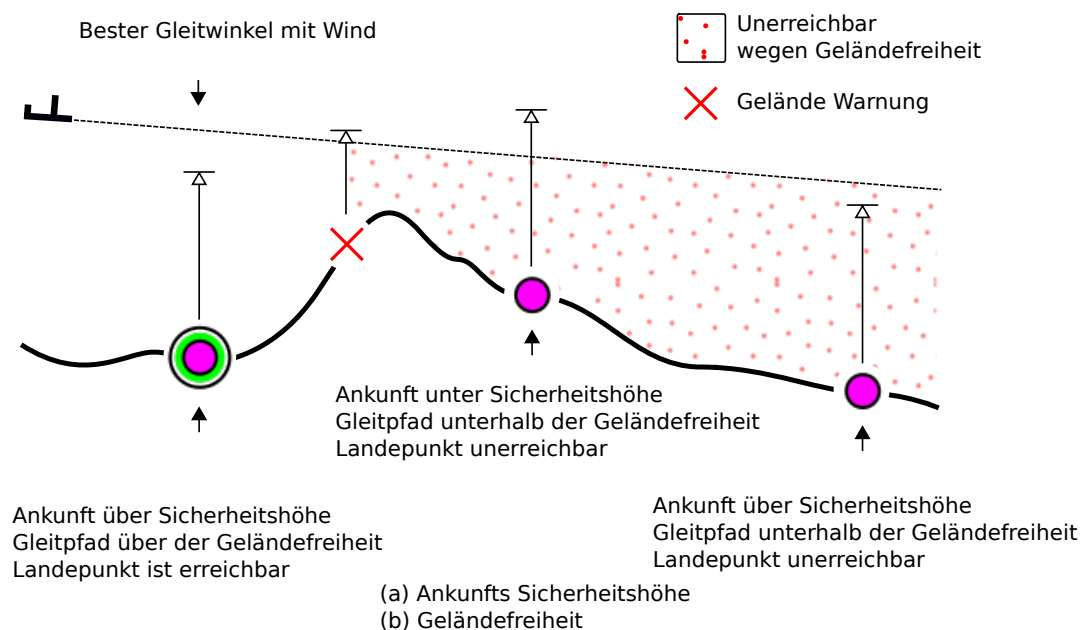 Bester Gleitwinkel mit Wind
Unerreichbar
wegen Geländefreiheit
Gelände Warnung
Ankunft unter Sicherheitshöhe
Gleitpfad unterhalb der Geländefreiheit
Landepunkt unerreichbar
Ankunft über Sicherheitshöhe
Gleitpfad über der Geländefreiheit
Landepunkt ist erreichbar
Ankunft über Sicherheitshöhe
Gleitpfad unterhalb der Geländefreiheit
Landepunkt unerreichbar
(a) Ankunfts Sicherheitshöhe
(b) Geländefreiheit